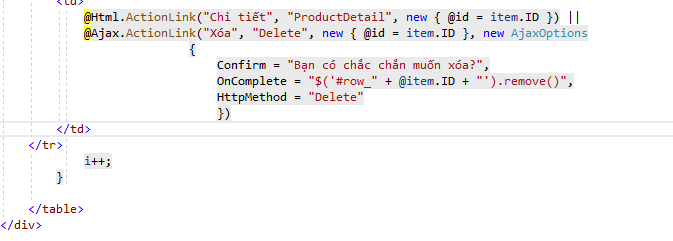 <td>
@Html.ActionLink("Chi tiết", "ProductDetail", new { @id = item.ID }) ||
@Ajax.ActionLink("Xóa", "Delete", new { @id = item.ID }, new AjaxOptions
{
Confirm = "Bạn có chắc chắn muốn xóa?",
OnComplete = "$('#row_" + @item.ID + "').remove()",
HttpMethod = "Delete"
})
</td>
</tr>
i++;
}
</table>
</div>